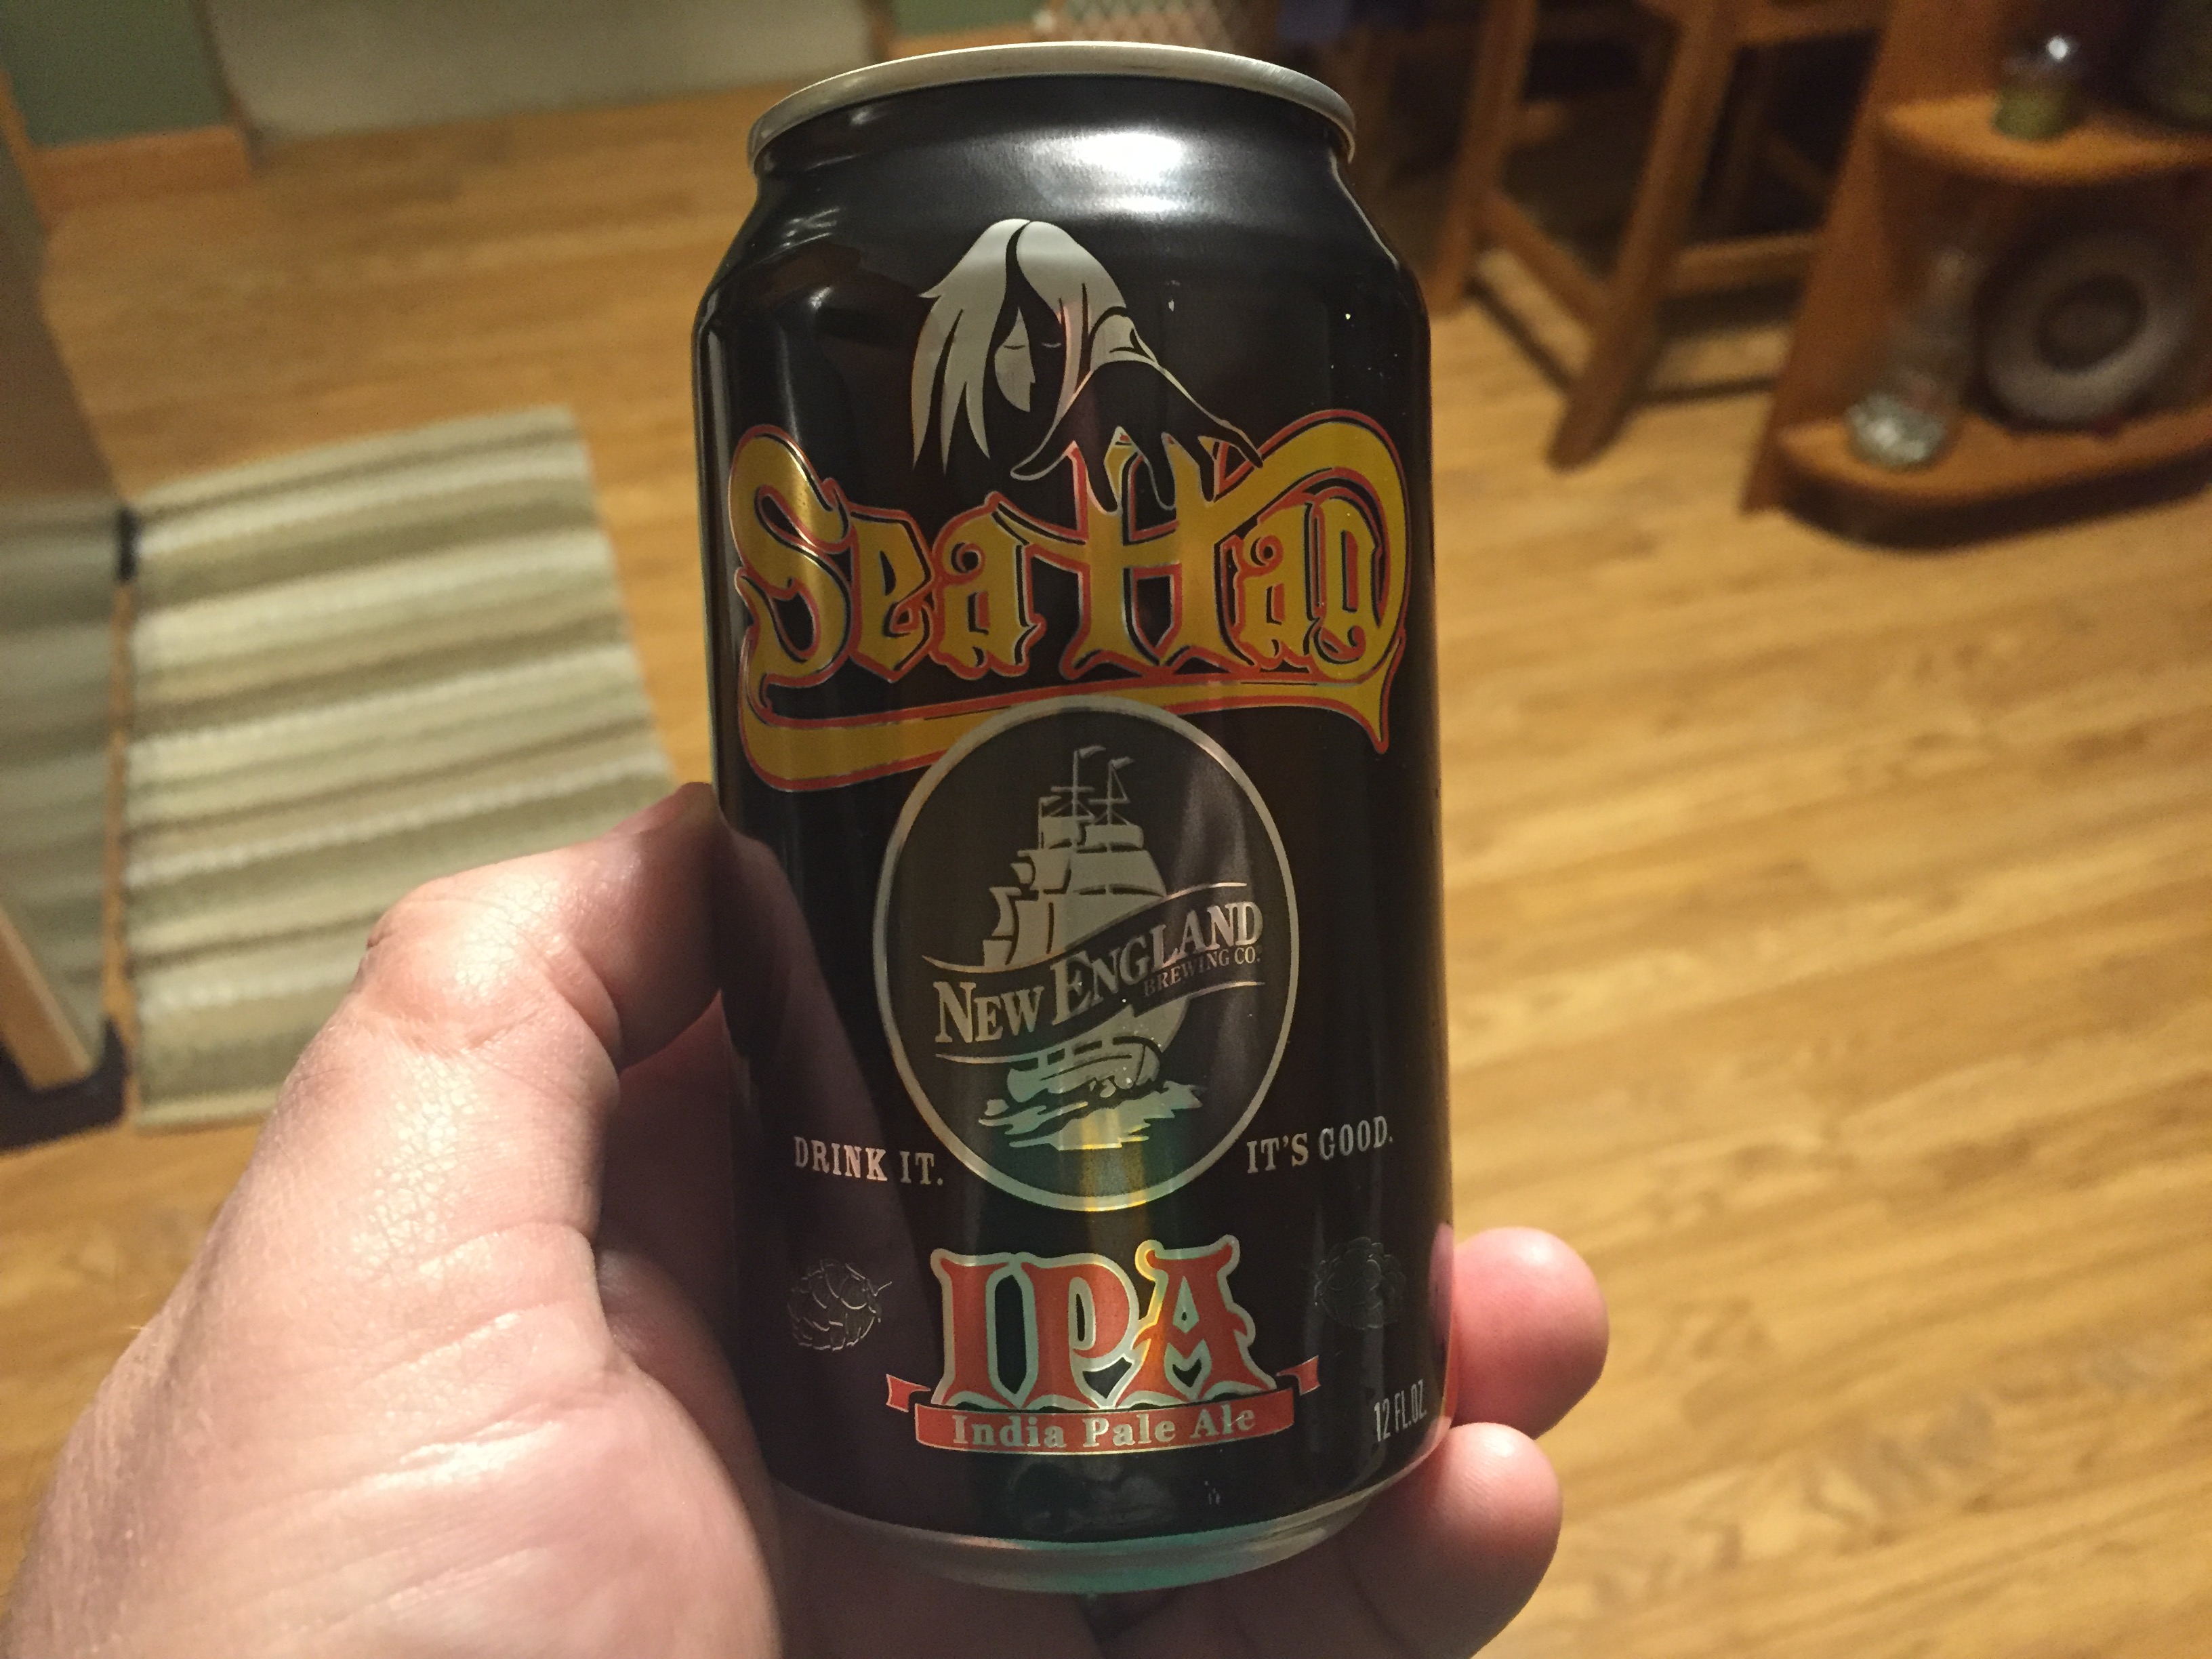 Sea Hag
NEW ENGLAND
BREWING CO.
DRINK IT. IT'S GOOD.
IPA
India Pale Ale
12 FL.OZ.